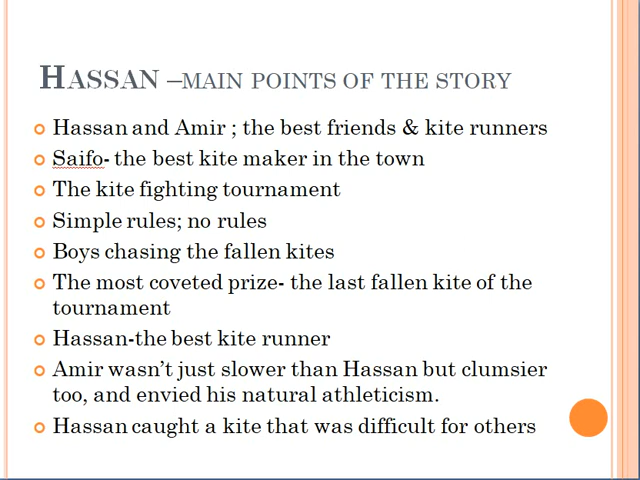 HASSAN –MAIN POINTS OF THE STORY
Hassan and Amir ; the best friends & kite runners
Saifo- the best kite maker in the town
The kite fighting tournament
Simple rules; no rules
Boys chasing the fallen kites
The most coveted prize- the last fallen kite of the
tournament
Hassan-the best kite runner
Amir wasn’t just slower than Hassan but clumsier
too, and envied his natural athleticism.
Hassan caught a kite that was difficult for others